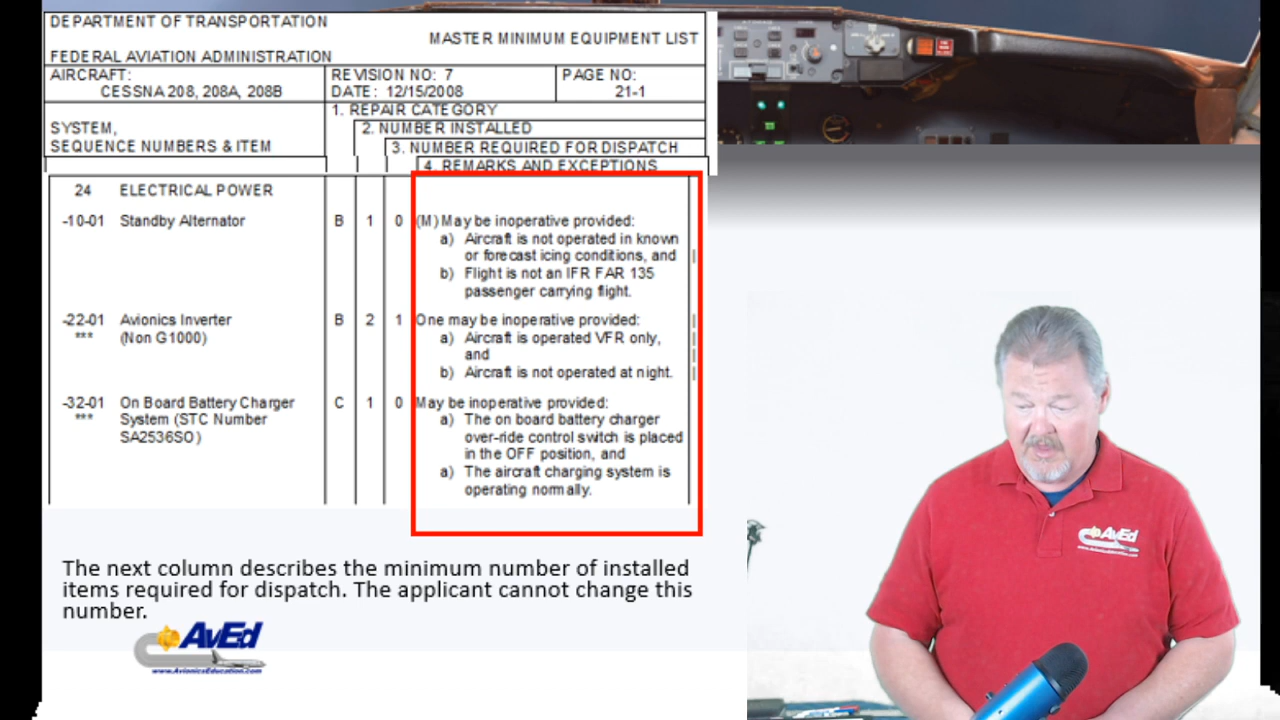 DEPARTMENT OF TRANSPORTATION
MASTER MINIMUM EQUIPMENT LIST
FEDERAL AVIATION ADMINISTRATION
AIRCRAFT: REVISION NO: 7 PAGE NO:
CESSNA 208, 208A, 208B DATE: 12/15/2008 21-1
1. REPAIR CATEGORY
SYSTEM, 2. NUMBER INSTALLED
SEQUENCE NUMBERS & ITEM 3. NUMBER REQUIRED FOR DISPATCH
4. REMARKS AND EXCEPTIONS
24 ELECTRICAL POWER
-10-01 Standby Alternator B 1 0 (M) May be inoperative provided:
a) Aircraft is not operated in known
or forecast icing conditions, and
b) Flight is not an IFR FAR 135
passenger carrying flight.
-22-01 Avionics Inverter B 2 1 One may be inoperative provided:
*** (Non G1000) a) Aircraft is operated VFR only,
and
b) Aircraft is not operated at night.
-32-01 On Board Battery Charger C 1 0 May be inoperative provided:
*** System (STC Number a) The on board battery charger
SA2536SO) over-ride control switch is placed
in the OFF position, and
a) The aircraft charging system is
operating normally.
The next column describes the minimum number of installed
items required for dispatch. The applicant cannot change this
number.
AvEd
www.AvionicsEducation.com
AvEd